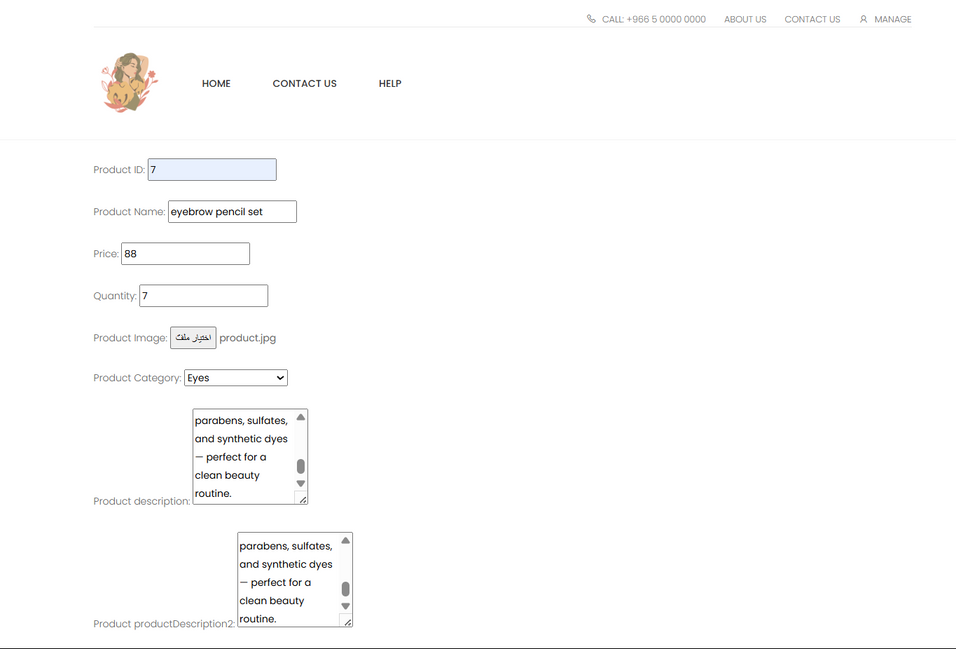 CALL: +966 5 0000 0000 ABOUT US CONTACT US MANAGE
HOME CONTACT US HELP
Product ID: 7
Product Name: eyebrow pencil set
Price: 88
Quantity: 7
Product Image: اختيار ملف product.jpg
Product Category: Eyes
parabens, sulfates,
and synthetic dyes
— perfect for a
clean beauty
routine.
Product description:
parabens, sulfates,
and synthetic dyes
— perfect for a
clean beauty
routine.
Product productDescription2: